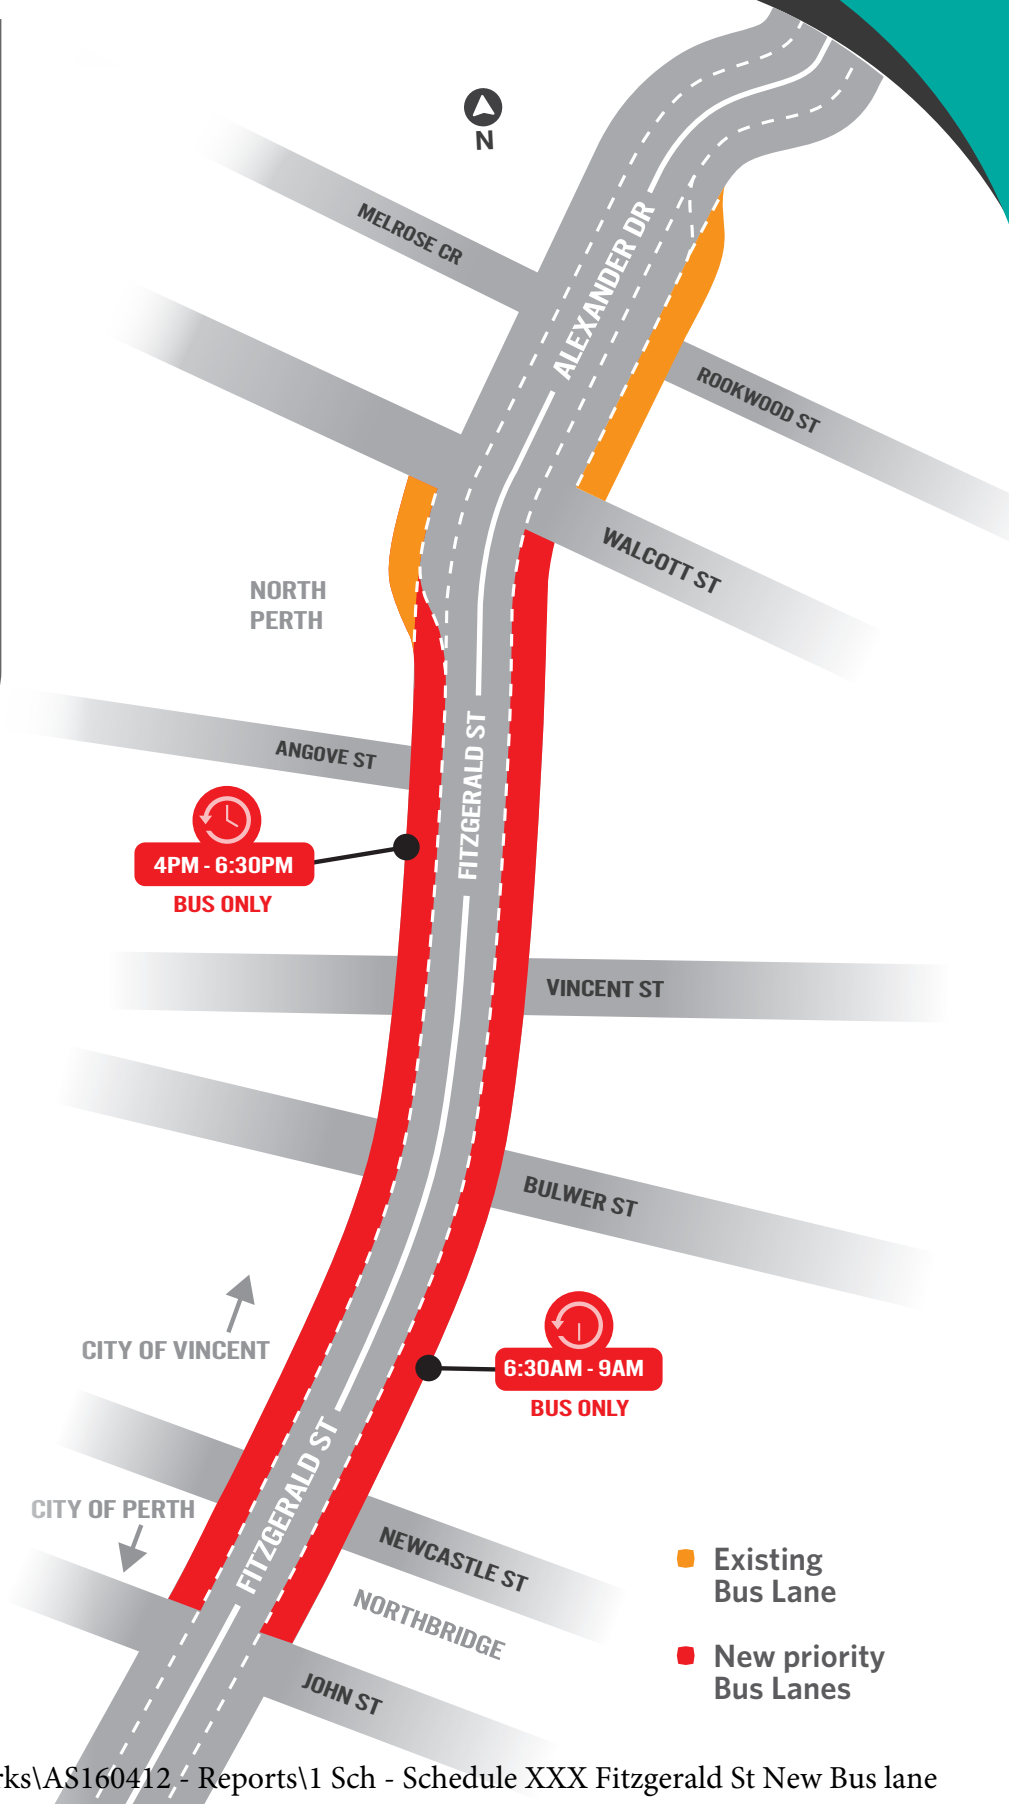 N
MELROSE CR
ALEXANDER DR
ROOKWOOD ST
WALCOTT ST
NORTH
PERTH
FITZGERALD ST
ANGOVE ST
4PM - 6:30PM
BUS ONLY
VINCENT ST
BULWER ST
CITY OF VINCENT
6:30AM - 9AM
BUS ONLY
FITZGERALD ST
CITY OF PERTH
NEWCASTLE ST
NORTHBRIDGE
JOHN ST
Existing
Bus Lane
New priority
Bus Lanes
rks\AS160412 - Reports\1 Sch - Schedule XXX Fitzgerald St New Bus lane